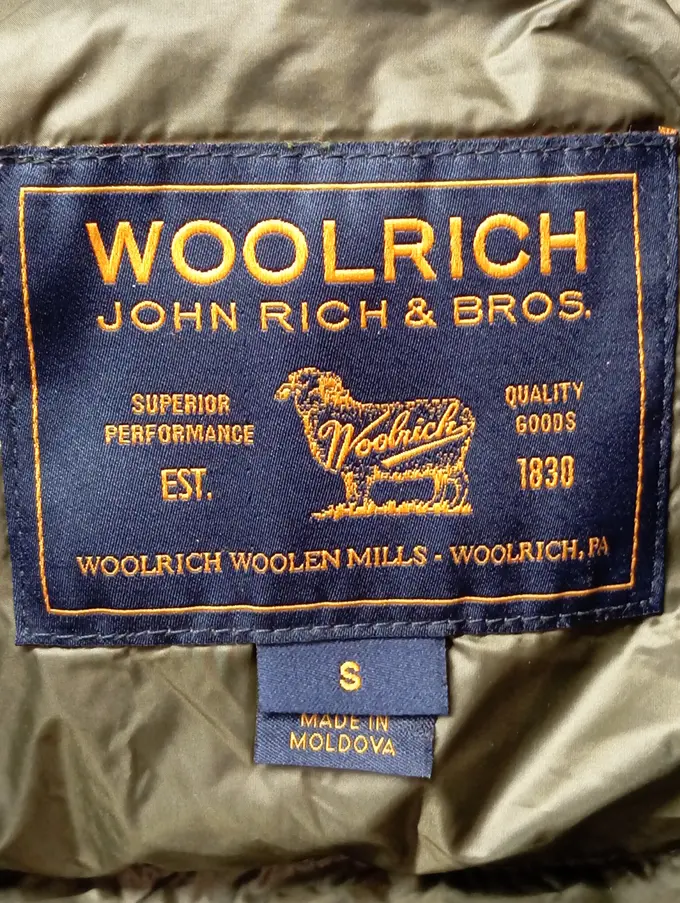 WOOLRICH
JOHN RICH & BROS.
SUPERIOR
PERFORMANCE
EST.
Woolrich
QUALITY
GOODS
1830
WOOLRICH WOOLEN MILLS - WOOLRICH, PA
S
MADE IN
MOLDOVA